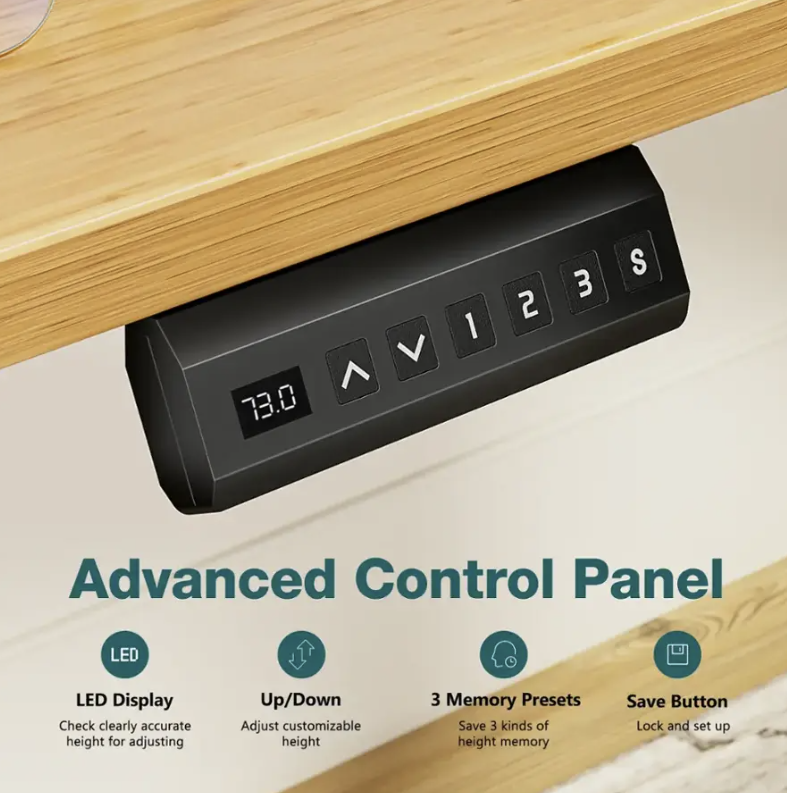 73.0
1 2 3 S
Advanced Control Panel
LED
LED Display
Check clearly accurate
height for adjusting
Up/Down
Adjust customizable
height
3 Memory Presets
Save 3 kinds of
height memory
Save Button
Lock and set up